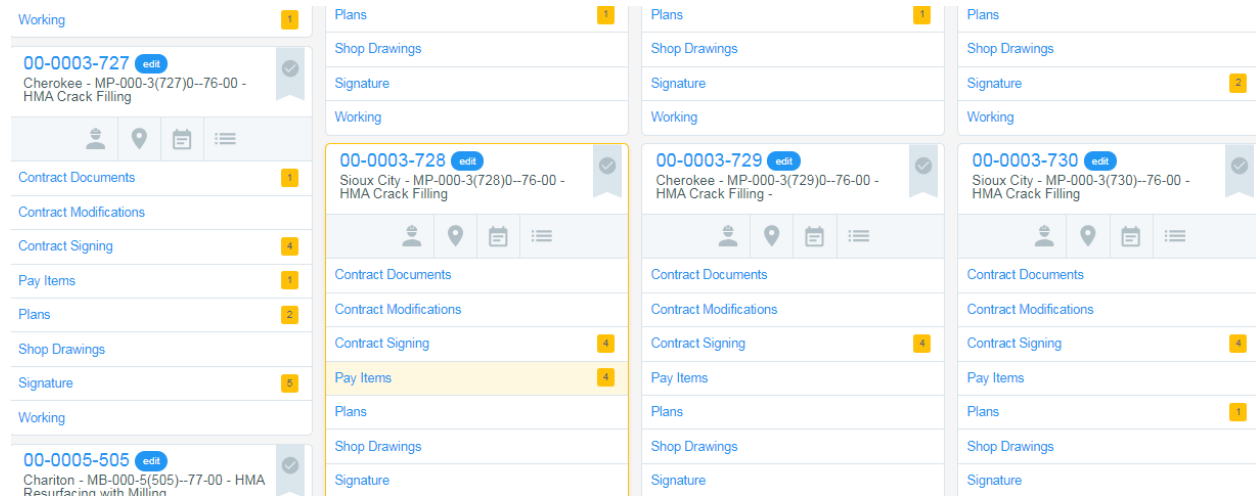 Working 1
00-0003-727 edit
Cherokee - MP-000-3(727)0--76-00 -
HMA Crack Filling
Contract Documents 1
Contract Modifications
Contract Signing 4
Pay Items 1
Plans 2
Shop Drawings
Signature 5
Working
00-0005-505 edit
Chariton - MB-000-5(505)--77-00 - HMA
Resurfacing with Milling
Plans 1
Shop Drawings
Signature
Working
00-0003-728 edit
Sioux City - MP-000-3(728)0--76-00 -
HMA Crack Filling
Contract Documents
Contract Modifications
Contract Signing 4
Pay Items 4
Plans
Shop Drawings
Signature
Plans 1
Shop Drawings
Signature
Working
00-0003-729 edit
Cherokee - MP-000-3(729)0--76-00 -
HMA Crack Filling -
Contract Documents
Contract Modifications
Contract Signing 4
Pay Items
Plans
Shop Drawings
Signature
Plans
Shop Drawings
Signature 2
Working
00-0003-730 edit
Sioux City - MP-000-3(730)--76-00 -
HMA Crack Filling
Contract Documents
Contract Modifications
Contract Signing 4
Pay Items
Plans 1
Shop Drawings
Signature